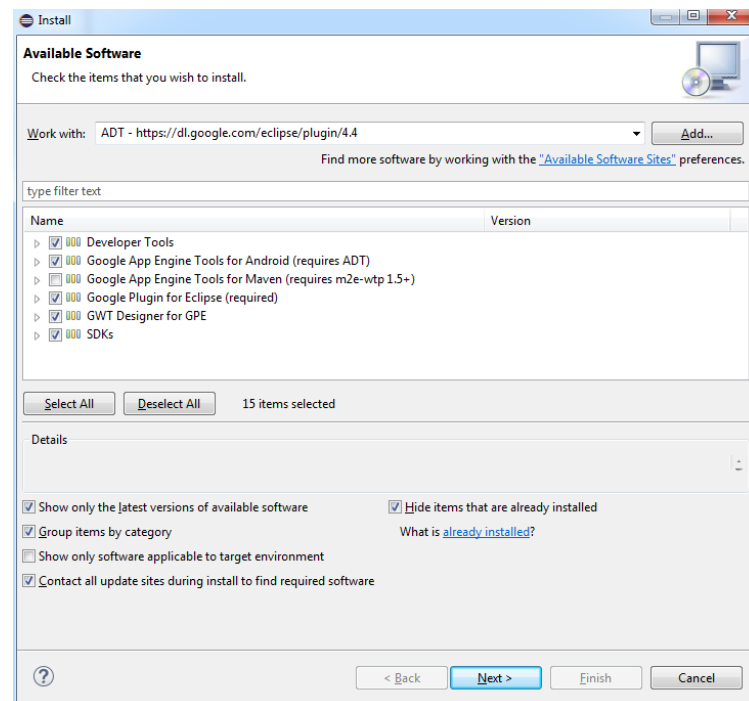 Install
Available Software
Check the items that you wish to install.
Work with: ADT - https://dl.google.com/eclipse/plugin/4.4 Add...
Find more software by working with the "Available Software Sites" preferences.
type filter text
Name Version
Developer Tools
Google App Engine Tools for Android (requires ADT)
Google App Engine Tools for Maven (requires m2e-wtp 1.5+)
Google Plugin for Eclipse (required)
GWT Designer for GPE
SDKs
Select All Deselect All 15 items selected
Details
Show only the latest versions of available software Hide items that are already installed
Group items by category What is already installed?
Show only software applicable to target environment
Contact all update sites during install to find required software
? < Back Next > Finish Cancel